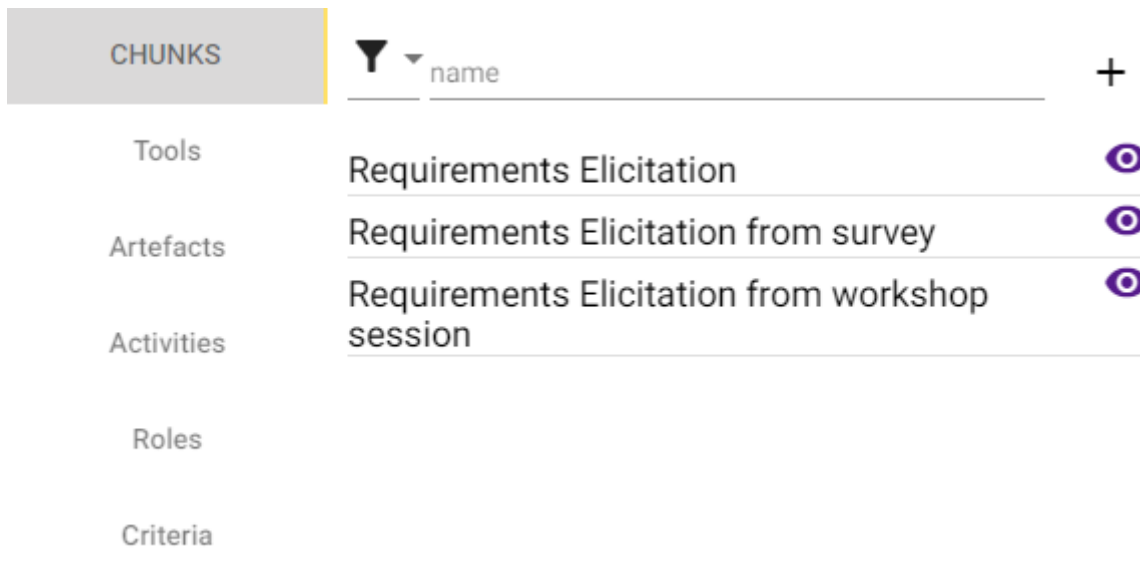 CHUNKS
Tools
Artefacts
Activities
Roles
Criteria
name
Requirements Elicitation
Requirements Elicitation from survey
Requirements Elicitation from workshop
session